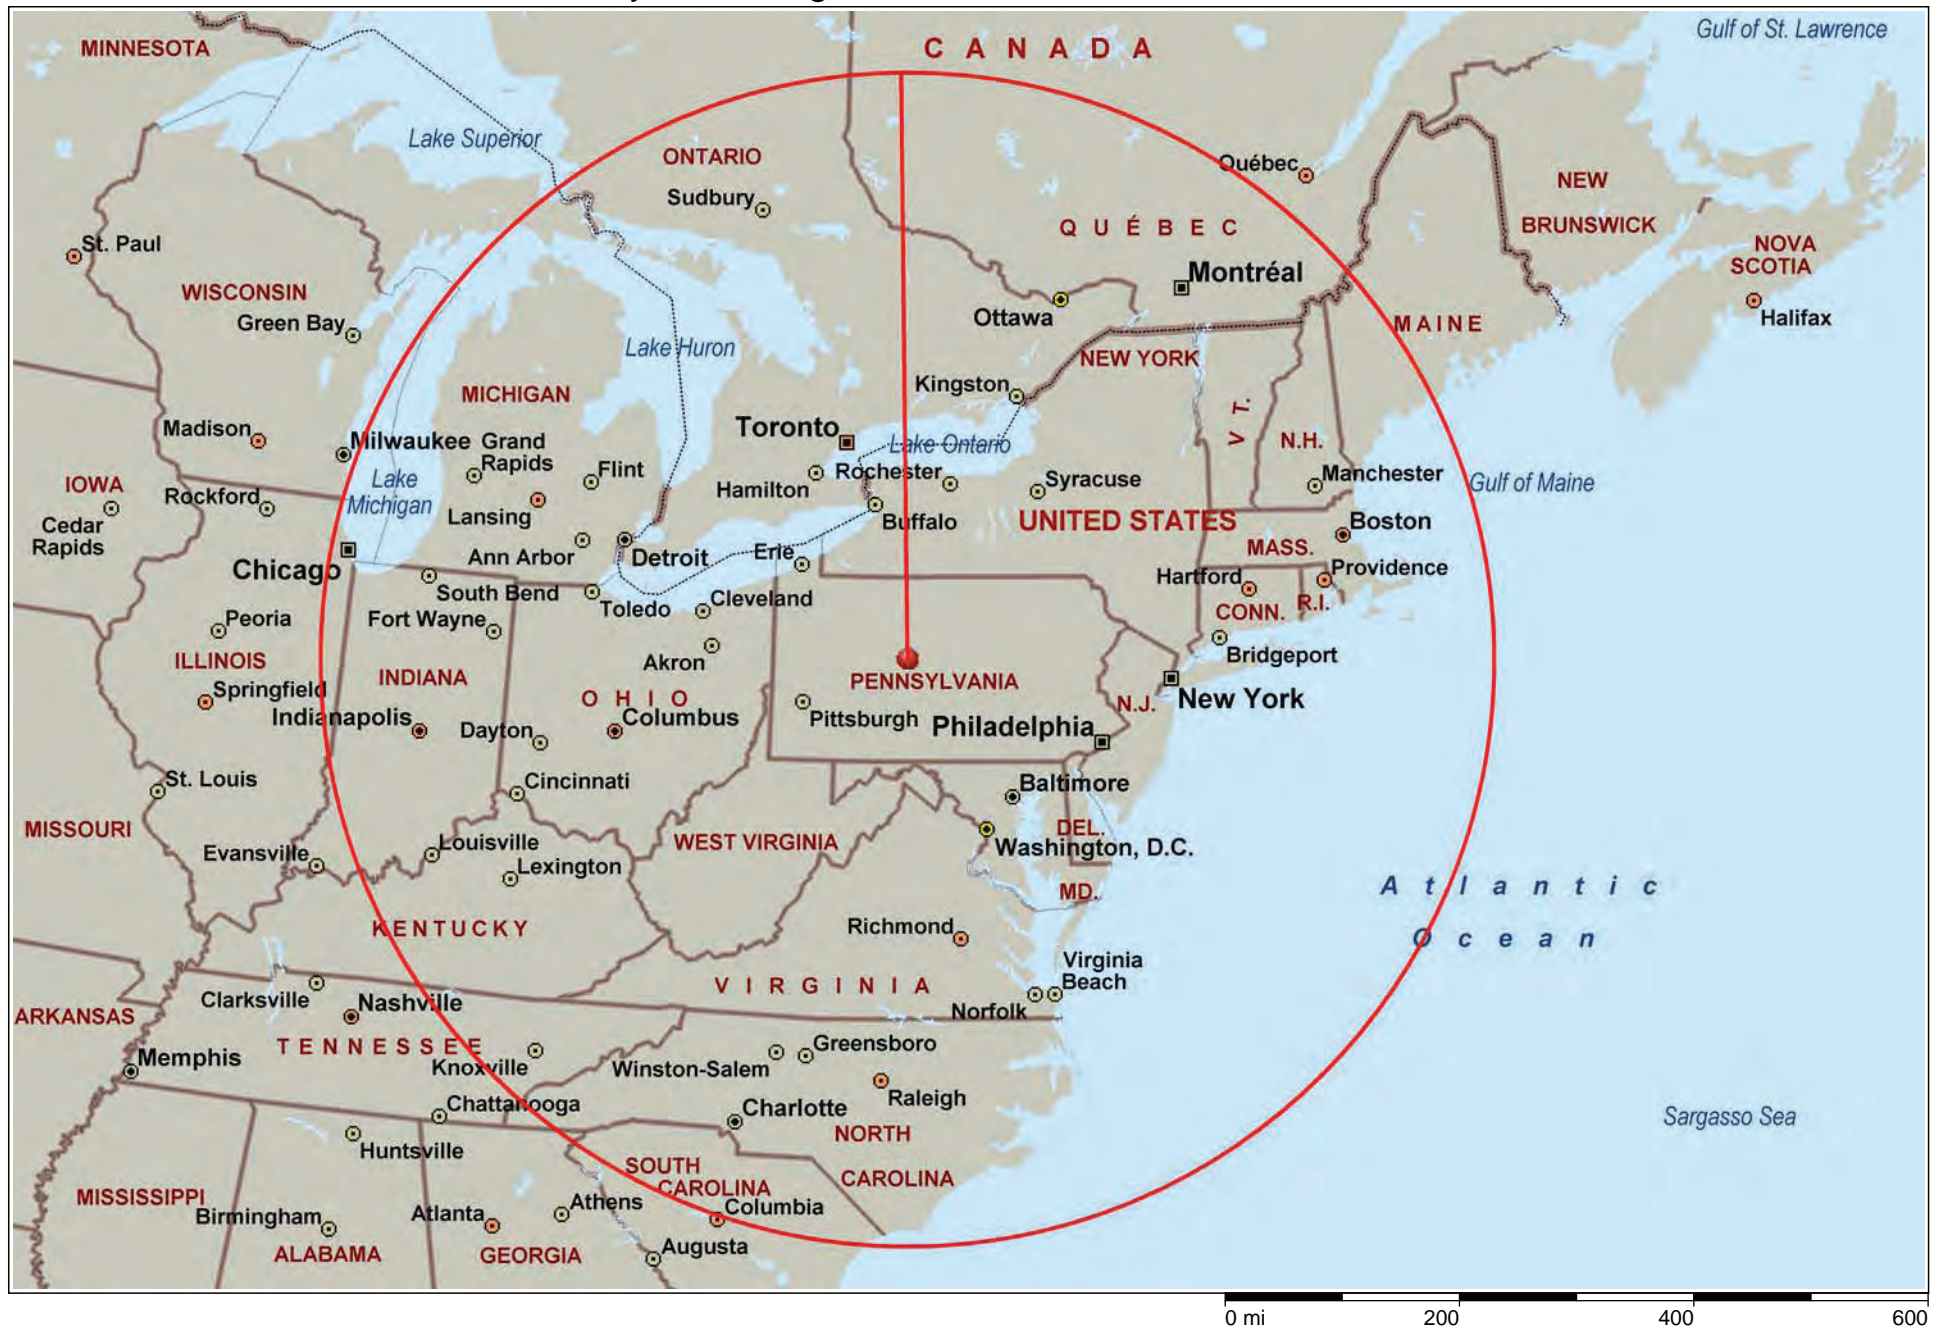 Gulf of St. Lawrence
MINNESOTA
C A N A D A
Lake Superior
ONTARIO
Québec
Sudbury
NEW
BRUNSWICK
Q U É B E C
St. Paul
NOVA
SCOTIA
Montréal
WISCONSIN
Green Bay
Ottawa
MAINE
Halifax
Lake Huron
NEW YORK
MICHIGAN
Kingston
V T.
Madison
Milwaukee
Grand
Rapids
Toronto
Lake Ontario
N.H.
Flint
Rochester
Syracuse
Manchester
Lake
Michigan
Gulf of Maine
IOWA
Rockford
Hamilton
Lansing
Buffalo
UNITED STATES
Boston
Cedar
Rapids
Ann Arbor
Detroit
Erie
MASS.
Chicago
Hartford
Providence
South Bend
Toledo
Cleveland
CONN.
R.I.
Peoria
Fort Wayne
Akron
Bridgeport
ILLINOIS
INDIANA
PENNSYLVANIA
Springfield
O H I O
N.J.
New York
Indianapolis
Columbus
Pittsburgh
Philadelphia
Dayton
St. Louis
Cincinnati
Baltimore
MISSOURI
DEL.
Louisville
WEST VIRGINIA
Washington, D.C.
Evansville
Lexington
MD.
A t l a n t i c
O c e a n
KENTUCKY
Richmond
Virginia
Beach
V I R G I N I A
Clarksville
Nashville
Norfolk
ARKANSAS
T E N N E S S E E
Memphis
Knoxville
Winston-Salem
Greensboro
Raleigh
Chattanooga
Charlotte
Sargasso Sea
NORTH
CAROLINA
Huntsville
SOUTH
CAROLINA
MISSISSIPPI
Birmingham
Atlanta
Athens
Columbia
ALABAMA
GEORGIA
Augusta
0 mi 200 400 600